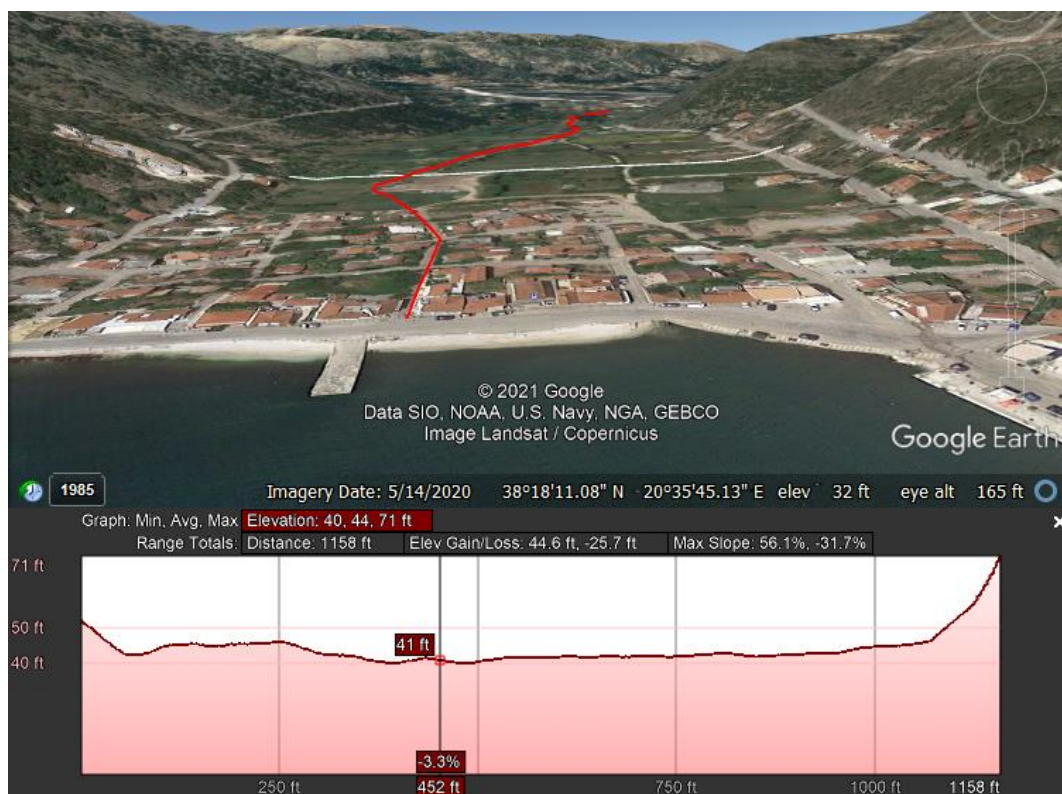 © 2021 Google
Data SIO, NOAA, U.S. Navy, NGA, GEBCO
Image Landsat / Copernicus
Google Earth
1985 Imagery Date: 5/14/2020 38°18'11.08" N 20°35'45.13" E elev 32 ft eye alt 165 ft
Graph: Min, Avg, Max Elevation: 40, 44, 71 ft
Range Totals: Distance: 1158 ft Elev Gain/Loss: 44.6 ft, -25.7 ft Max Slope: 56.1%, -31.7%
71 ft
50 ft
41 ft
40 ft
-3.3%
250 ft 452 ft 750 ft 1000 ft 1158 ft